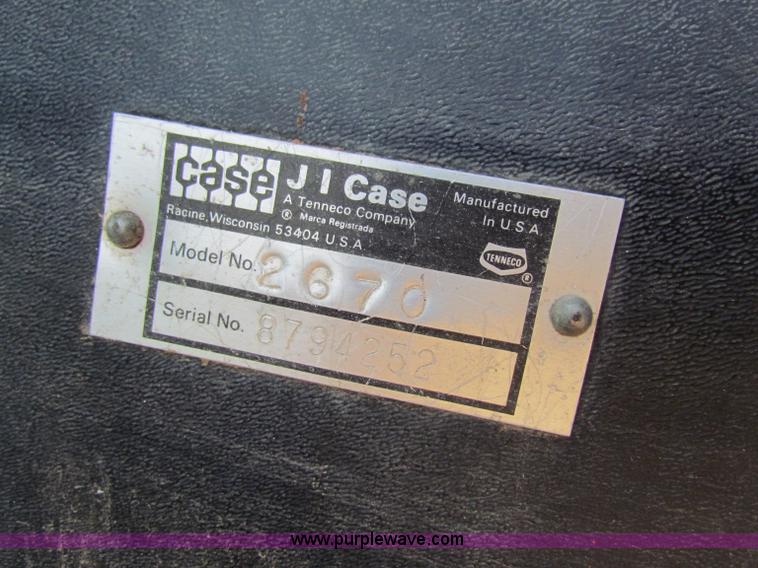 case
J I Case
A Tenneco Company
® Marca Registrada
Racine, Wisconsin 53404 U.S.A.
Manufactured
In U S A
TENNECO
®
Model No. 2670
Serial No. 8794252
www.purplewave.com